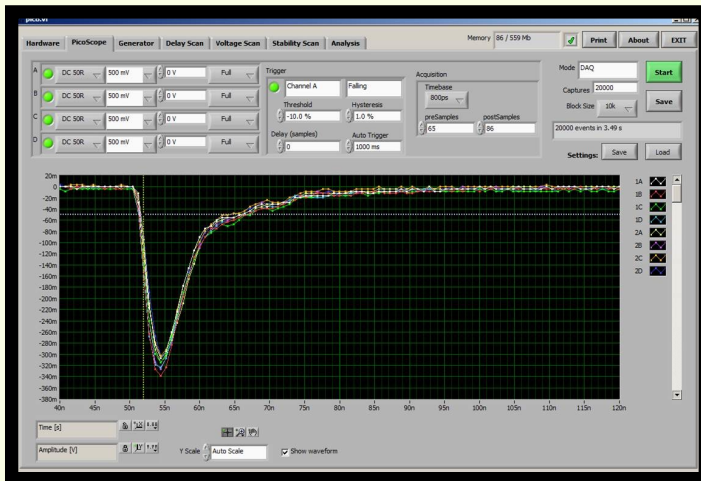 pico.vi
Hardware PicoScope Generator Delay Scan Voltage Scan Stability Scan Analysis Memory 86 / 559 Mb Print About EXIT
A DC 50R 500 mV 0 V Full
B DC 50R 500 mV 0 V Full
C DC 50R 500 mV 0 V Full
D DC 50R 500 mV 0 V Full
Trigger
Channel A Falling
Threshold Hysteresis
-10.0 % 1.0 %
Delay (samples) Auto Trigger
0 1000 ms
Acquisition
Timebase
800ps
preSamples postSamples
65 86
Mode DAQ Start
Captures 20000
Block Size 10k Save
20000 events in 3.49 s
Settings: Save Load
20m
0
-20m
-40m
-60m
-80m
-100m
-120m
-140m
-160m
-180m
-200m
-220m
-240m
-260m
-280m
-300m
-320m
-340m
-360m
-380m
40n 45n 50n 55n 60n 65n 70n 75n 80n 85n 90n 95n 100n 105n 110n 115n 120n
1A
1B
1C
1D
2A
2B
2C
2D
Time [s]
Amplitude [V]
Y Scale Auto Scale Show waveform